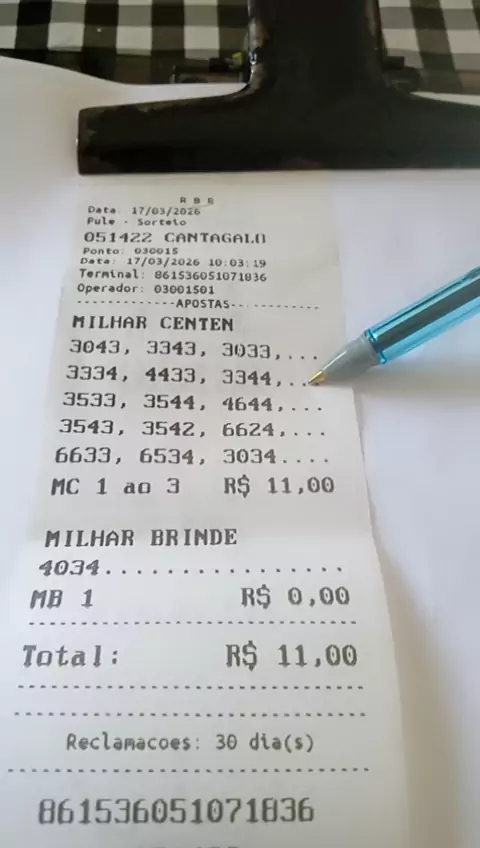 R B R
Data: 17/03/2026
Pule - Sorteio
051422 CANTAGALO
Ponto: 030015
Data: 17/03/2026 10:03:19
Terminal: 861536051071836
Operador: 03001501
------------APOSTAS------------
MILHAR CENTEN
3043, 3343, 3033,...
3334, 4433, 3344,...
3533, 3544, 4644,...
3543, 3542, 6624,...
6633, 6534, 3034....
MC 1 ao 3 R$ 11,00
MILHAR BRINDE
4034.................
MB 1 R$ 0,00
Total: R$ 11,00
Reclamacoes: 30 dia(s)
861536051071836